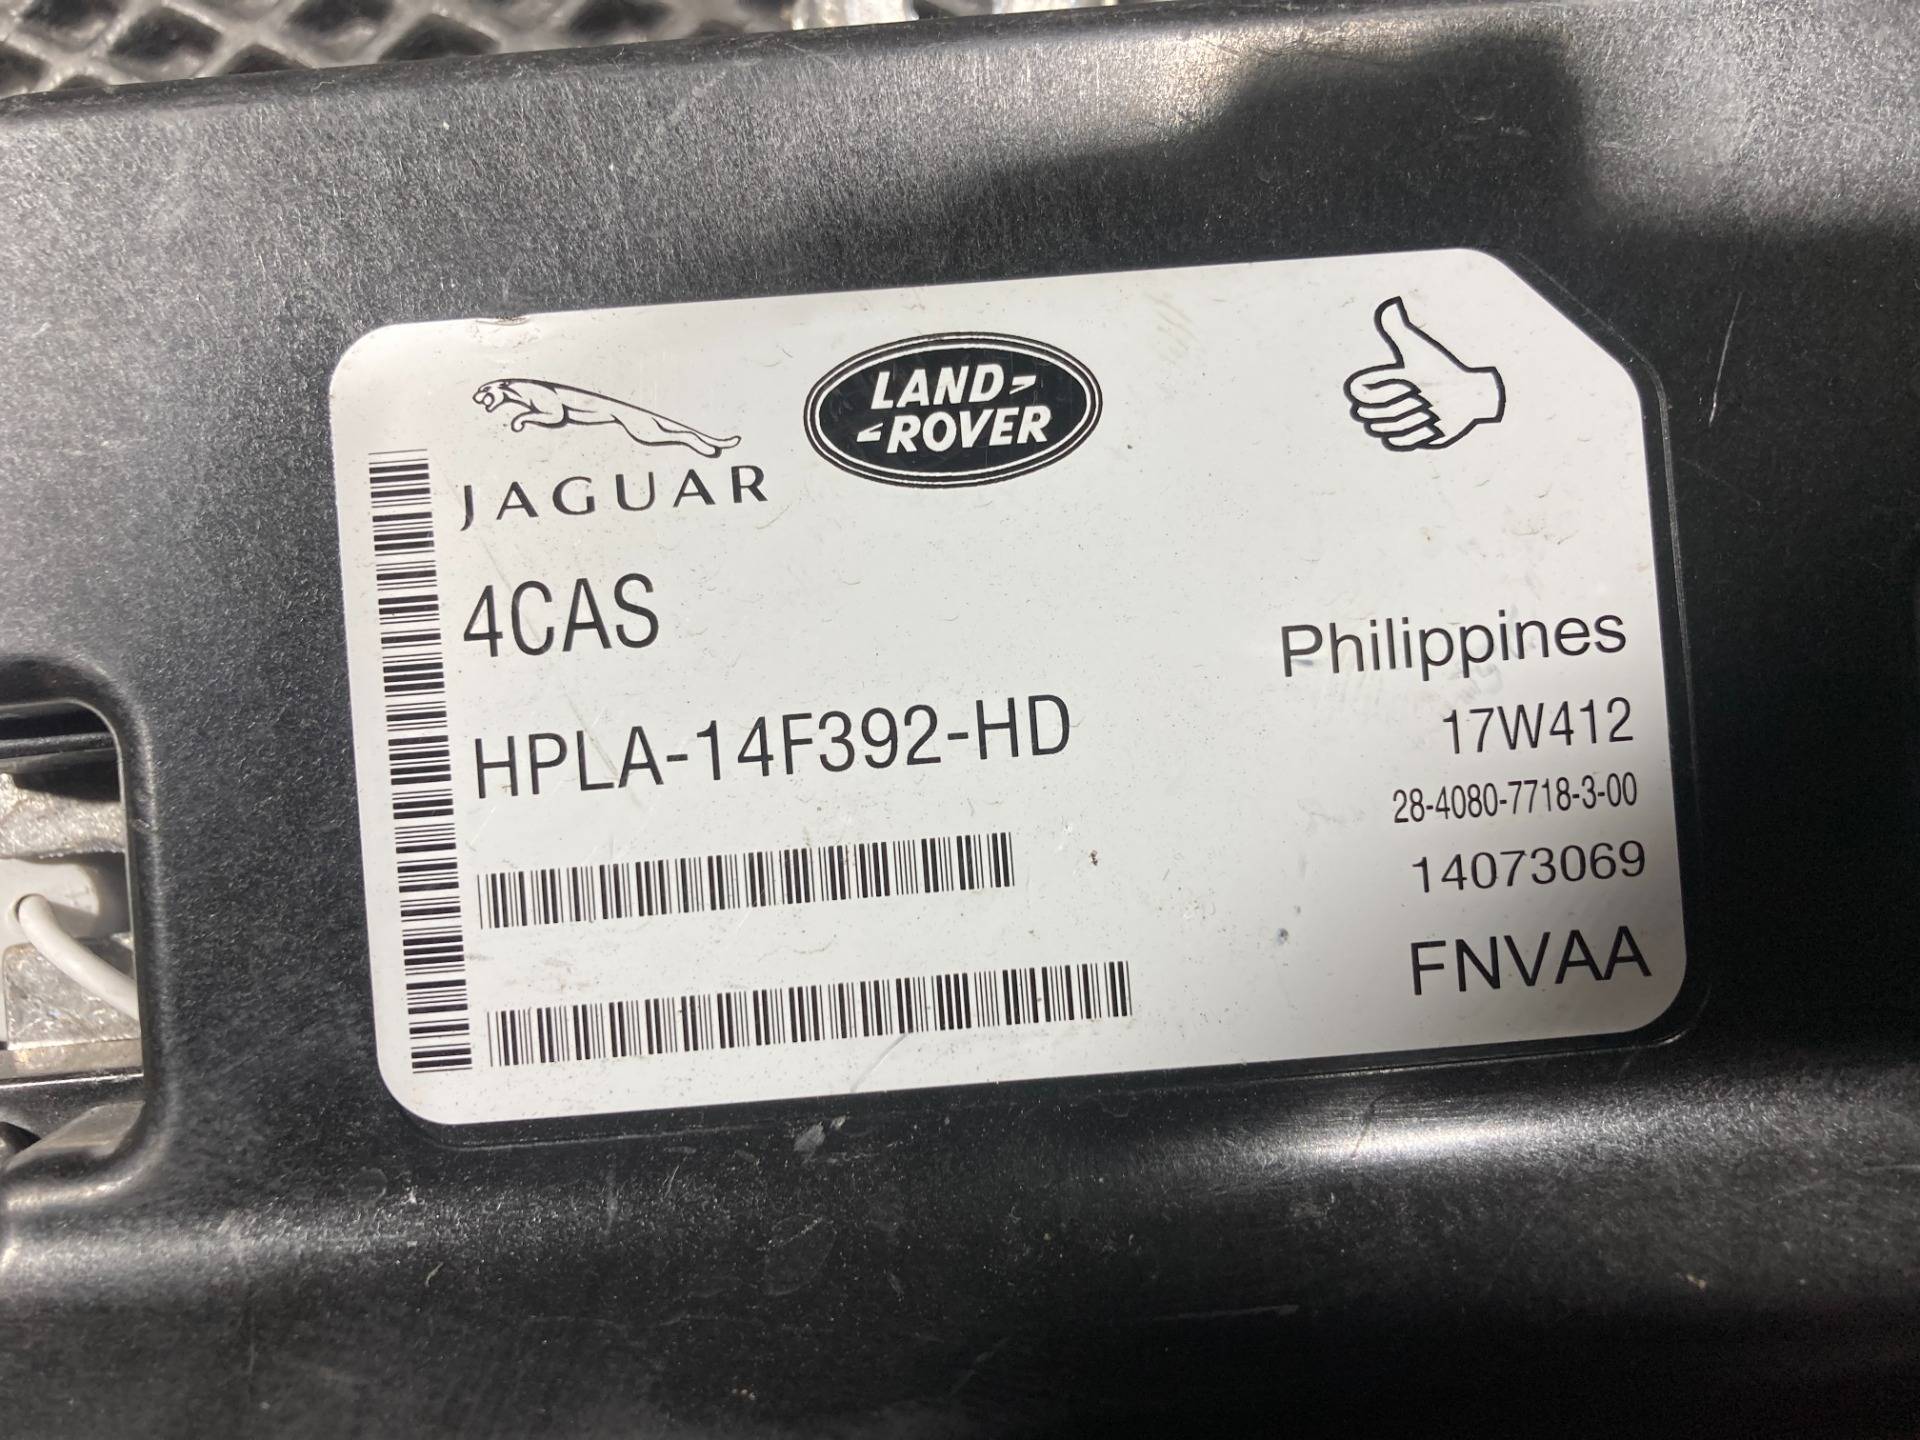 JAGUAR
LAND
ROVER
4CAS
HPLA-14F392-HD
Philippines
17W412
28-4080-7718-3-00
14073069
FNVAA